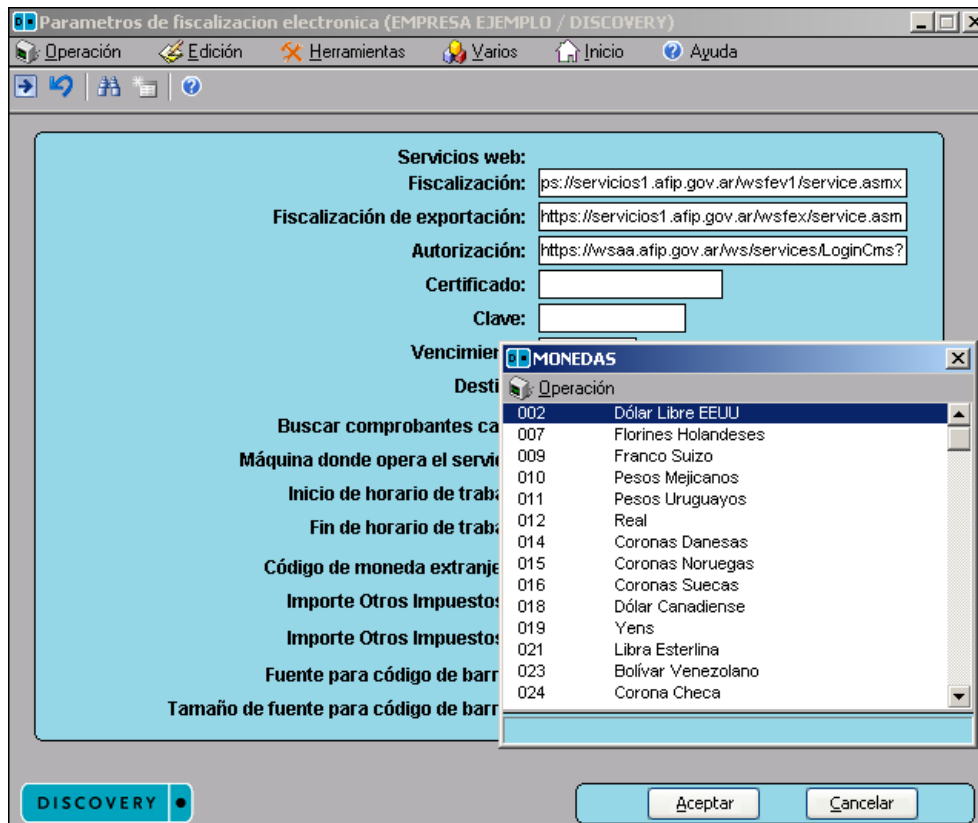 Parametros de fiscalizacion electronica (EMPRESA EJEMPLO / DISCOVERY)
Operación Edición Herramientas Varios Inicio Ayuda
Servicios web:
Fiscalización: ps://servicios1.afip.gov.ar/wsfev1/service.asmx
Fiscalización de exportación: https://servicios1.afip.gov.ar/wsfex/service.asm
Autorización: https://wsaa.afip.gov.ar/ws/services/LoginCms?
Certificado:
Clave:
Vencimien
Desti
Buscar comprobantes ca
Máquina donde opera el servic
Inicio de horario de traba
Fin de horario de traba
Código de moneda extranje
Importe Otros Impuestos
Importe Otros Impuestos
Fuente para código de barr
Tamaño de fuente para código de barr
MONEDAS
Operación
002 Dólar Libre EEUU
007 Florines Holandeses
009 Franco Suizo
010 Pesos Mejicanos
011 Pesos Uruguayos
012 Real
014 Coronas Danesas
015 Coronas Noruegas
016 Coronas Suecas
018 Dólar Canadiense
019 Yens
021 Libra Esterlina
023 Bolívar Venezolano
024 Corona Checa
DISCOVERY
Aceptar Cancelar